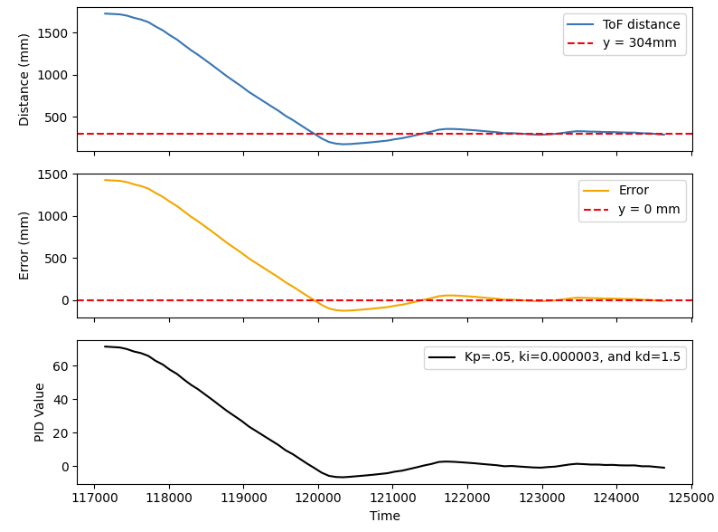 Distance (mm)
1500
1000
500
ToF distance
y = 304mm
Error (mm)
1500
1000
500
0
Error
y = 0 mm
PID Value
60
40
20
0
Kp=.05, ki=0.000003, and kd=1.5
117000 118000 119000 120000 121000 122000 123000 124000 125000
Time